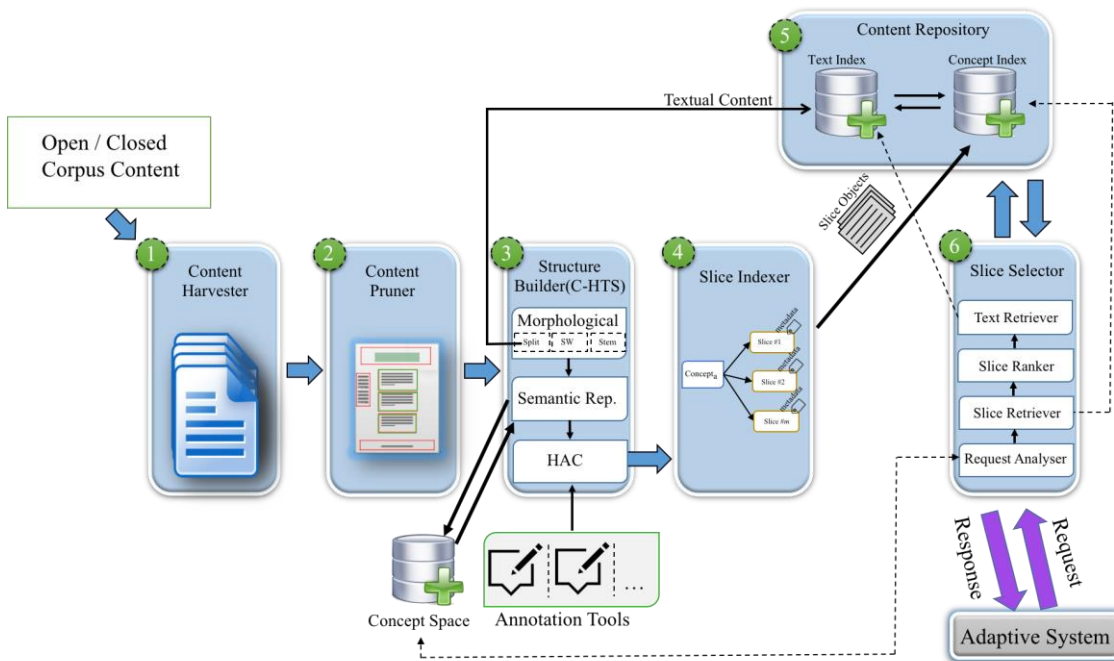 5
Content Repository
Text Index
Concept Index
Textual Content
Open / Closed
Corpus Content
Slice Objects
1
Content
Harvester
2
Content
Pruner
3
Structure
Builder(C-HTS)
Morphological
Split
SW
Stem
Semantic Rep.
HAC
4
Slice Indexer
Concept a
metadata
Slice #1
metadata
Slice #2
metadata
Slice #m
6
Slice Selector
Text Retriever
Slice Ranker
Slice Retriever
Request Analyser
Concept Space
...
Annotation Tools
Response
Request
Adaptive System